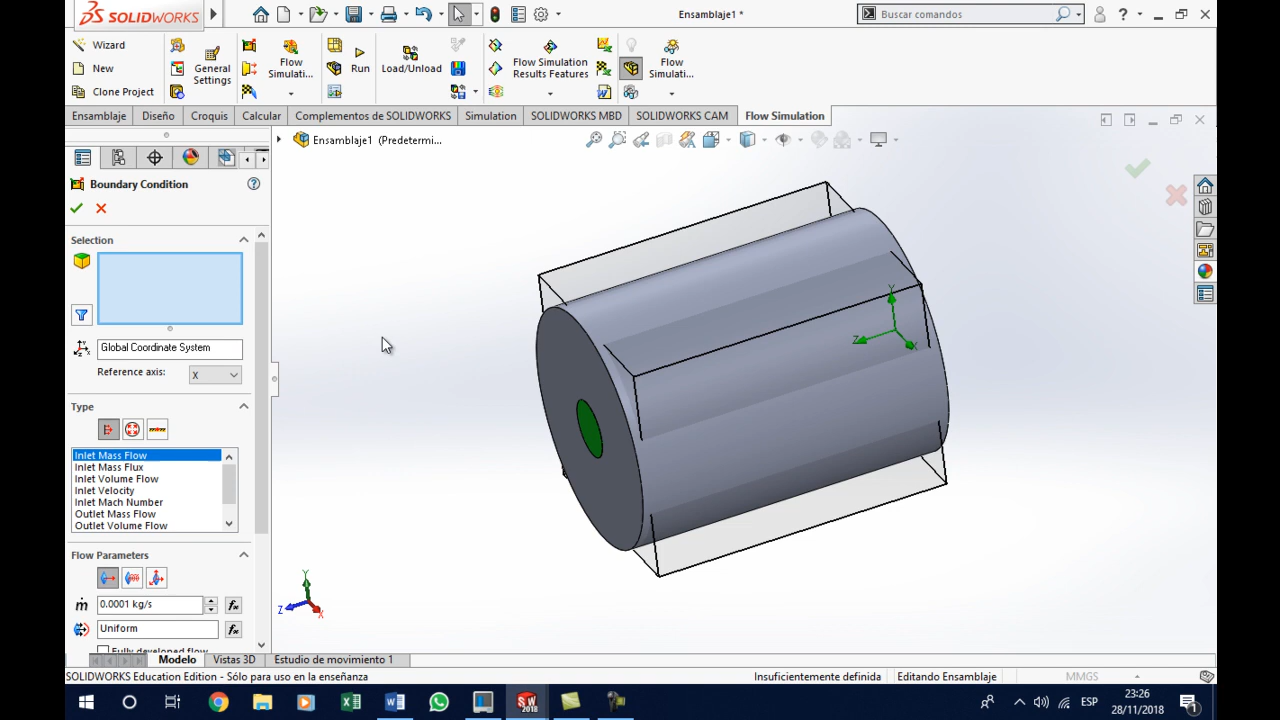 SOLIDWORKS
Ensamblaje1 *
Buscar comandos
Wizard
New
Clone Project
General Settings
Flow Simulati...
Run
Load/Unload
Flow Simulation Results Features
Flow Simulati...
Ensamblaje
Diseño
Croquis
Calcular
Complementos de SOLIDWORKS
Simulation
SOLIDWORKS MBD
SOLIDWORKS CAM
Flow Simulation
Ensamblaje1 (Predetermi...
Boundary Condition
Selection
Global Coordinate System
Reference axis: X
Type
Inlet Mass Flow
Inlet Mass Flux
Inlet Volume Flow
Inlet Velocity
Inlet Mach Number
Outlet Mass Flow
Outlet Volume Flow
Flow Parameters
ṁ 0.0001 kg/s
Uniform
Fully developed flow
Y
Z
X
Y
Z
X
Modelo
Vistas 3D
Estudio de movimiento 1
SOLIDWORKS Education Edition - Sólo para uso en la enseñanza
Insuficientemente definida
Editando Ensamblaje
MMGS
ESP
23:26
28/11/2018